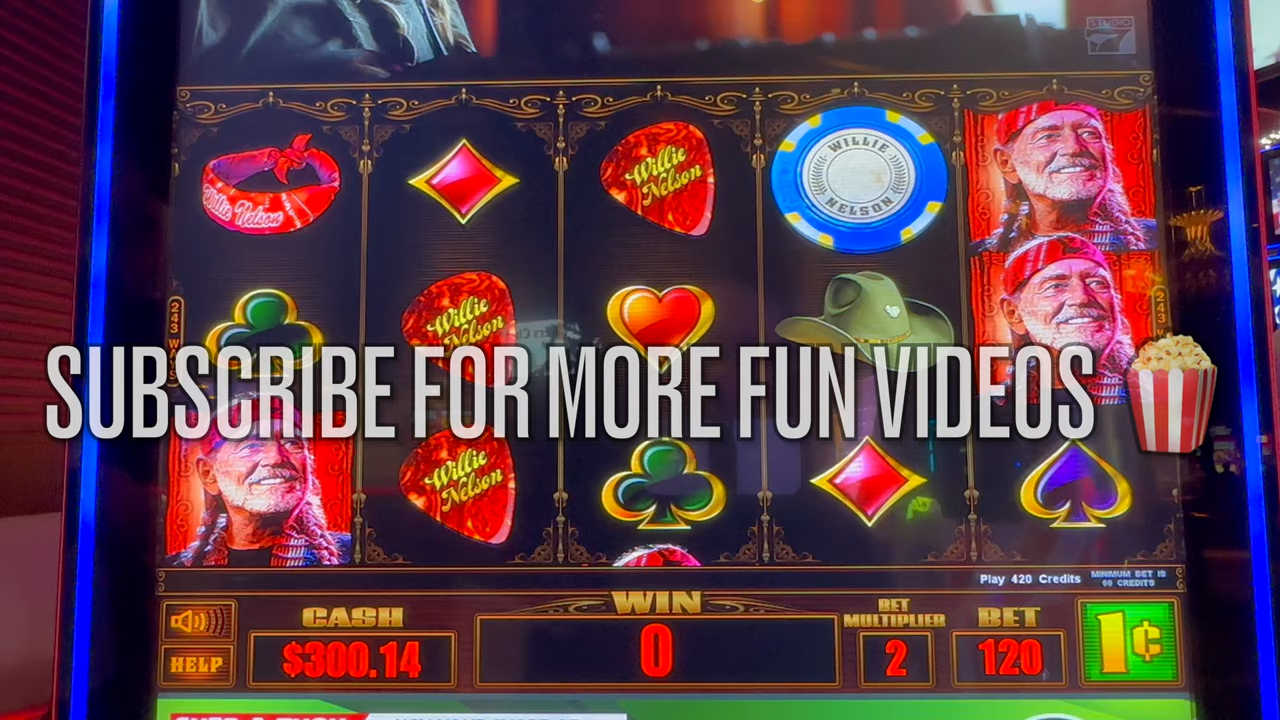 STUDIO
Willie Nelson
Willie
Nelson
WILLIE
NELSON
243 WAYS
Willie
Nelson
SUBSCRIBE FOR MORE FUN VIDEOS
Willie
Nelson
Play 420 Credits
MINIMUM BET IS
60 CREDITS
CASH
WIN
BET
MULTIPLIER
BET
HELP
$300.14
0
2
120
1¢